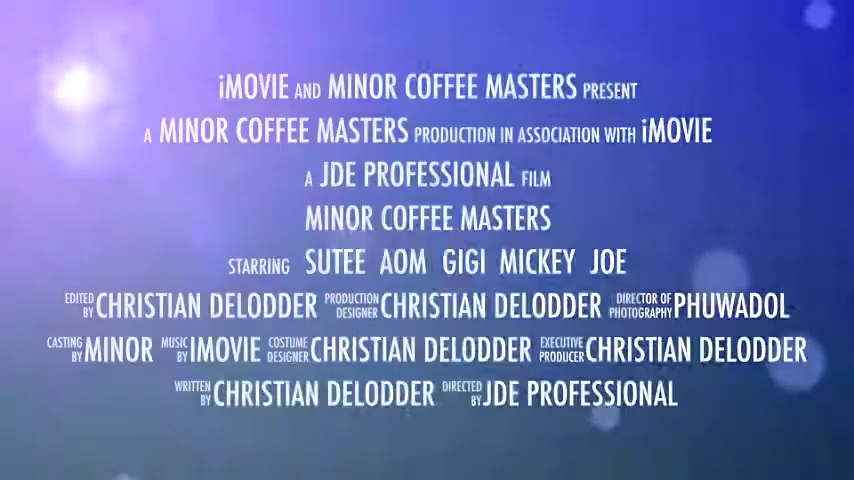 iMOVIE AND MINOR COFFEE MASTERS PRESENT
A MINOR COFFEE MASTERS PRODUCTION IN ASSOCIATION WITH iMOVIE
A JDE PROFESSIONAL FILM
MINOR COFFEE MASTERS
STARRING SUTEE AOM GIGI MICKEY JOE
EDITED BY CHRISTIAN DELODDER PRODUCTION DESIGNER CHRISTIAN DELODDER DIRECTOR OF PHOTOGRAPHY PHUWADOL
CASTING BY MINOR MUSIC BY IMOVIE COSTUME DESIGNER CHRISTIAN DELODDER EXECUTIVE PRODUCER CHRISTIAN DELODDER
WRITTEN BY CHRISTIAN DELODDER DIRECTED BY JDE PROFESSIONAL